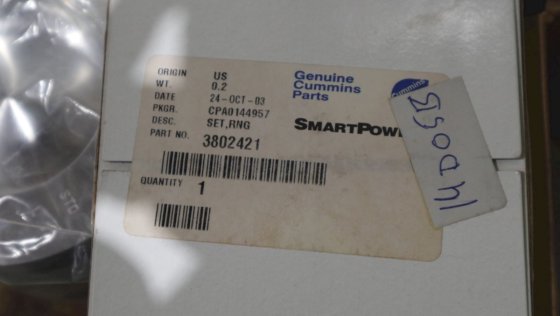 ORIGIN US
WT 0.2
DATE 24-OCT-03
PKGR. CPA0144957
DESC. SET,RNG
PART NO. 3802421
QUANTITY 1
Genuine
Cummins
Parts
Cummins
SMARTPOW